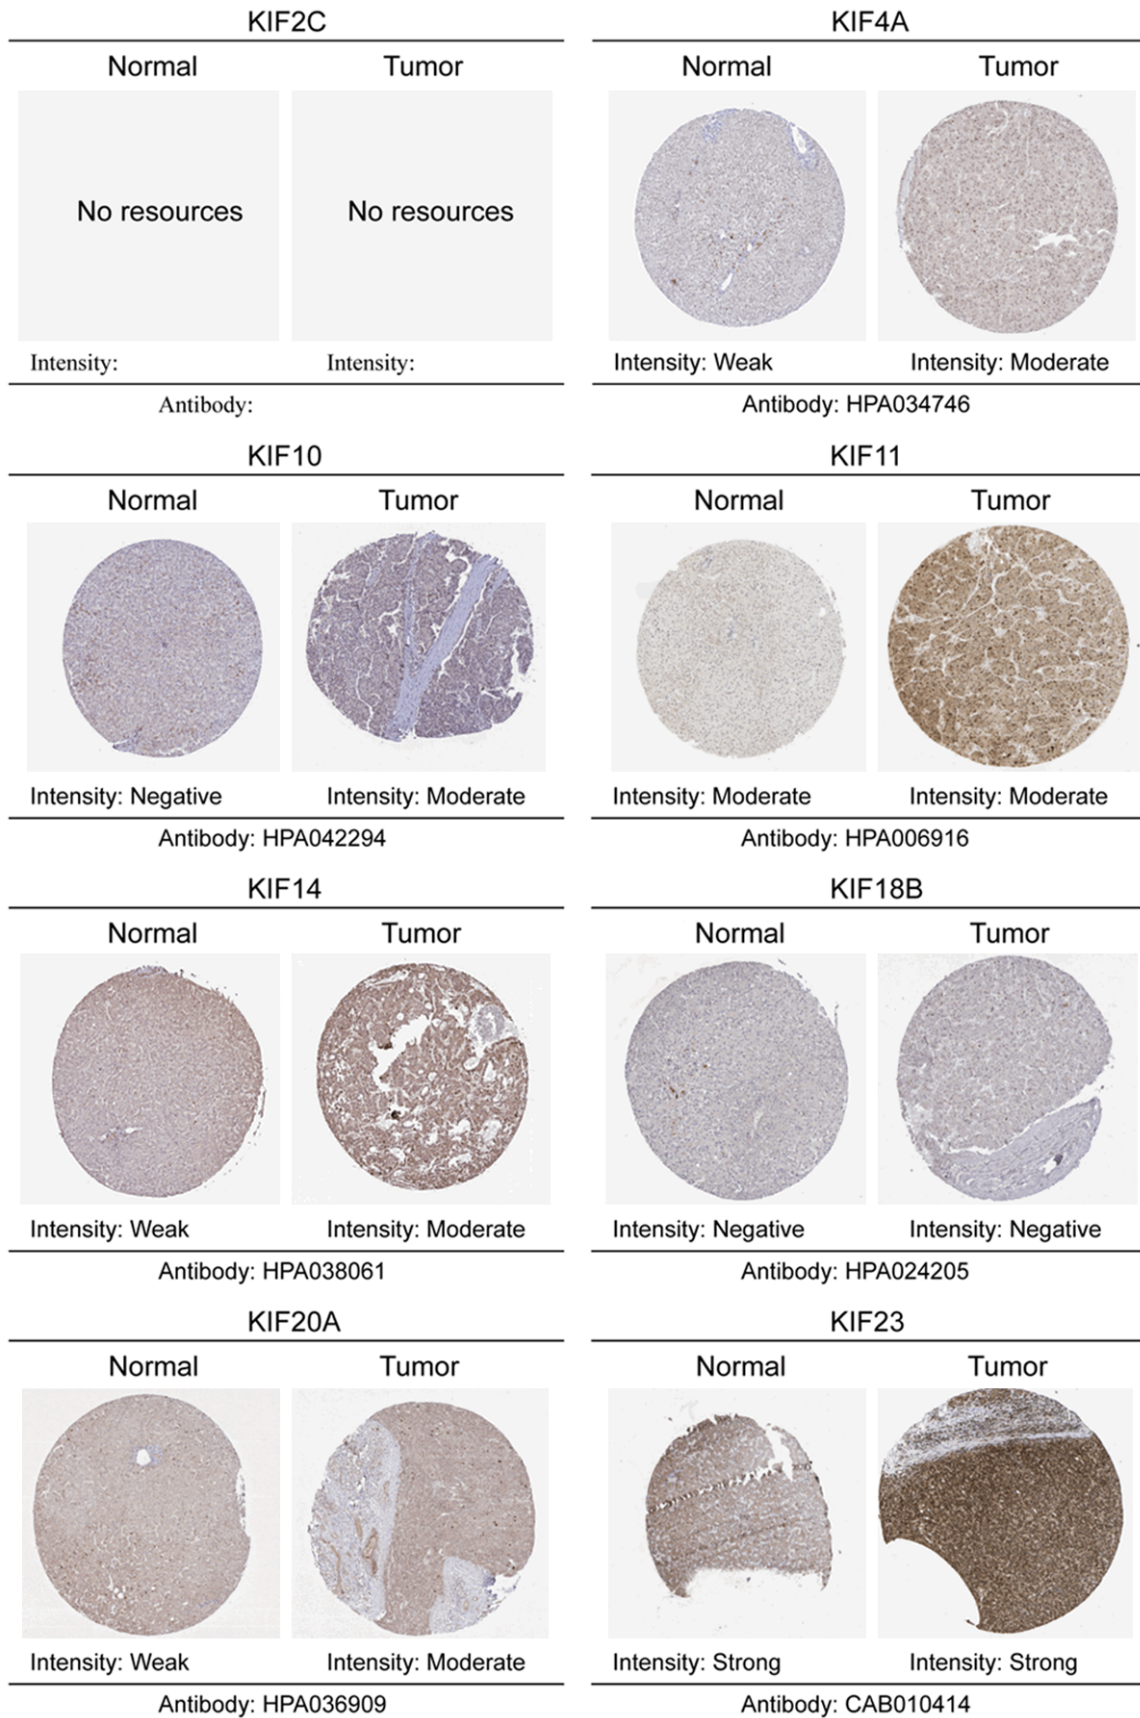 KIF2C
Normal Tumor
No resources No resources
Intensity: Intensity:
Antibody:
KIF4A
Normal Tumor
Intensity: Weak Intensity: Moderate
Antibody: HPA034746
KIF10
Normal Tumor
Intensity: Negative Intensity: Moderate
Antibody: HPA042294
KIF11
Normal Tumor
Intensity: Moderate Intensity: Moderate
Antibody: HPA006916
KIF14
Normal Tumor
Intensity: Weak Intensity: Moderate
Antibody: HPA038061
KIF18B
Normal Tumor
Intensity: Negative Intensity: Negative
Antibody: HPA024205
KIF20A
Normal Tumor
Intensity: Weak Intensity: Moderate
Antibody: HPA036909
KIF23
Normal Tumor
Intensity: Strong Intensity: Strong
Antibody: CAB010414